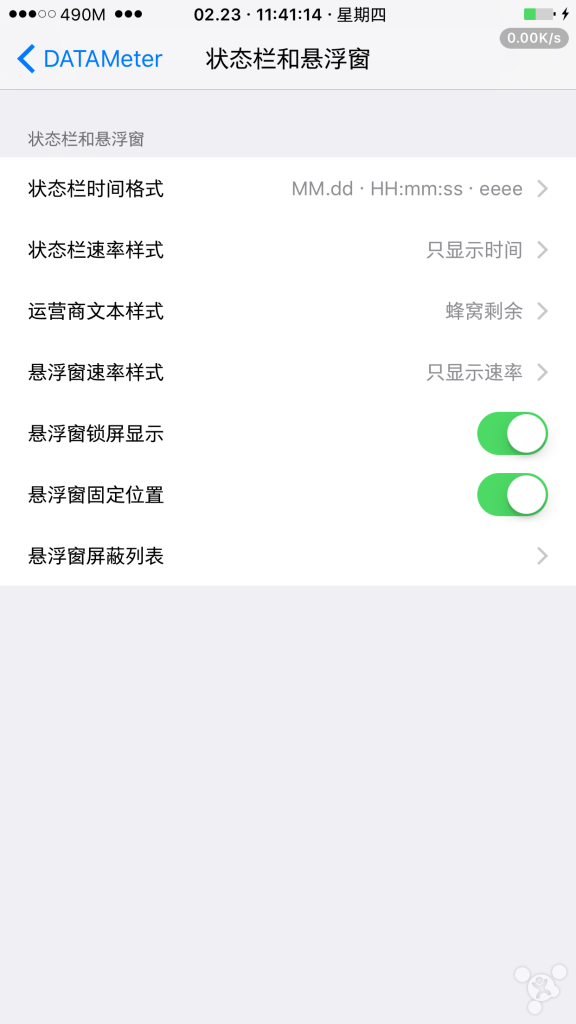 490M 02.23 · 11:41:14 · 星期四
0.00K/s
DATAMeter 状态栏和悬浮窗
状态栏和悬浮窗
状态栏时间格式 MM.dd · HH:mm:ss · eeee
状态栏速率样式 只显示时间
运营商文本样式 蜂窝剩余
悬浮窗速率样式 只显示速率
悬浮窗锁屏显示
悬浮窗固定位置
悬浮窗屏蔽列表